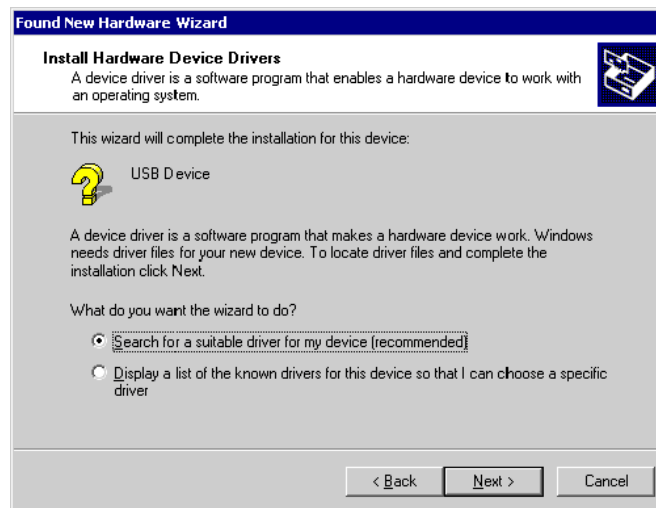 Found New Hardware Wizard
Install Hardware Device Drivers
A device driver is a software program that enables a hardware device to work with
an operating system.
This wizard will complete the installation for this device:
USB Device
A device driver is a software program that makes a hardware device work. Windows
needs driver files for your new device. To locate driver files and complete the
installation click Next.
What do you want the wizard to do?
Search for a suitable driver for my device (recommended)
Display a list of the known drivers for this device so that I can choose a specific
driver
< Back Next > Cancel